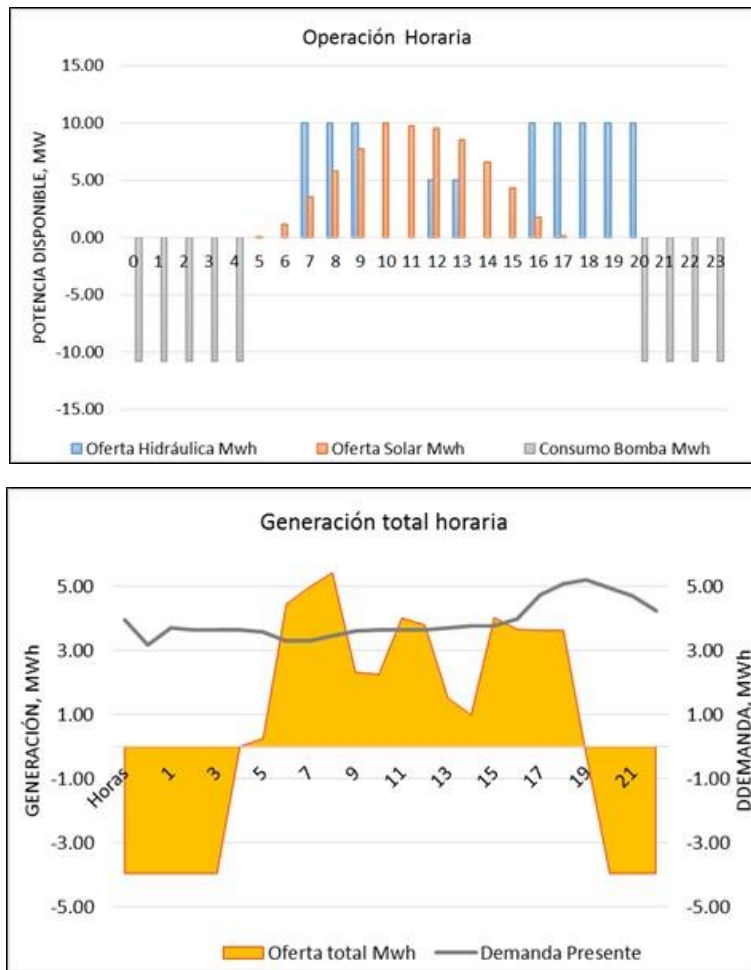 Operación Horaria
15.00
10.00
5.00
0.00
-5.00
-10.00
-15.00
POTENCIA DISPONIBLE, MW
0 1 2 3 4 5 6 7 8 9 10 11 12 13 14 15 16 17 18 19 20 21 22 23
Oferta Hidráulica Mwh Oferta Solar Mwh Consumo Bomba Mwh
Generación total horaria
5.00 5.00
3.00 3.00
1.00 1.00
-1.00 -1.00
-3.00 -3.00
-5.00 -5.00
GENERACIÓN, MWh
DDEMANDA, MWh
Horas 1 3 5 7 9 11 13 15 17 19 21
Oferta total Mwh Demanda Presente